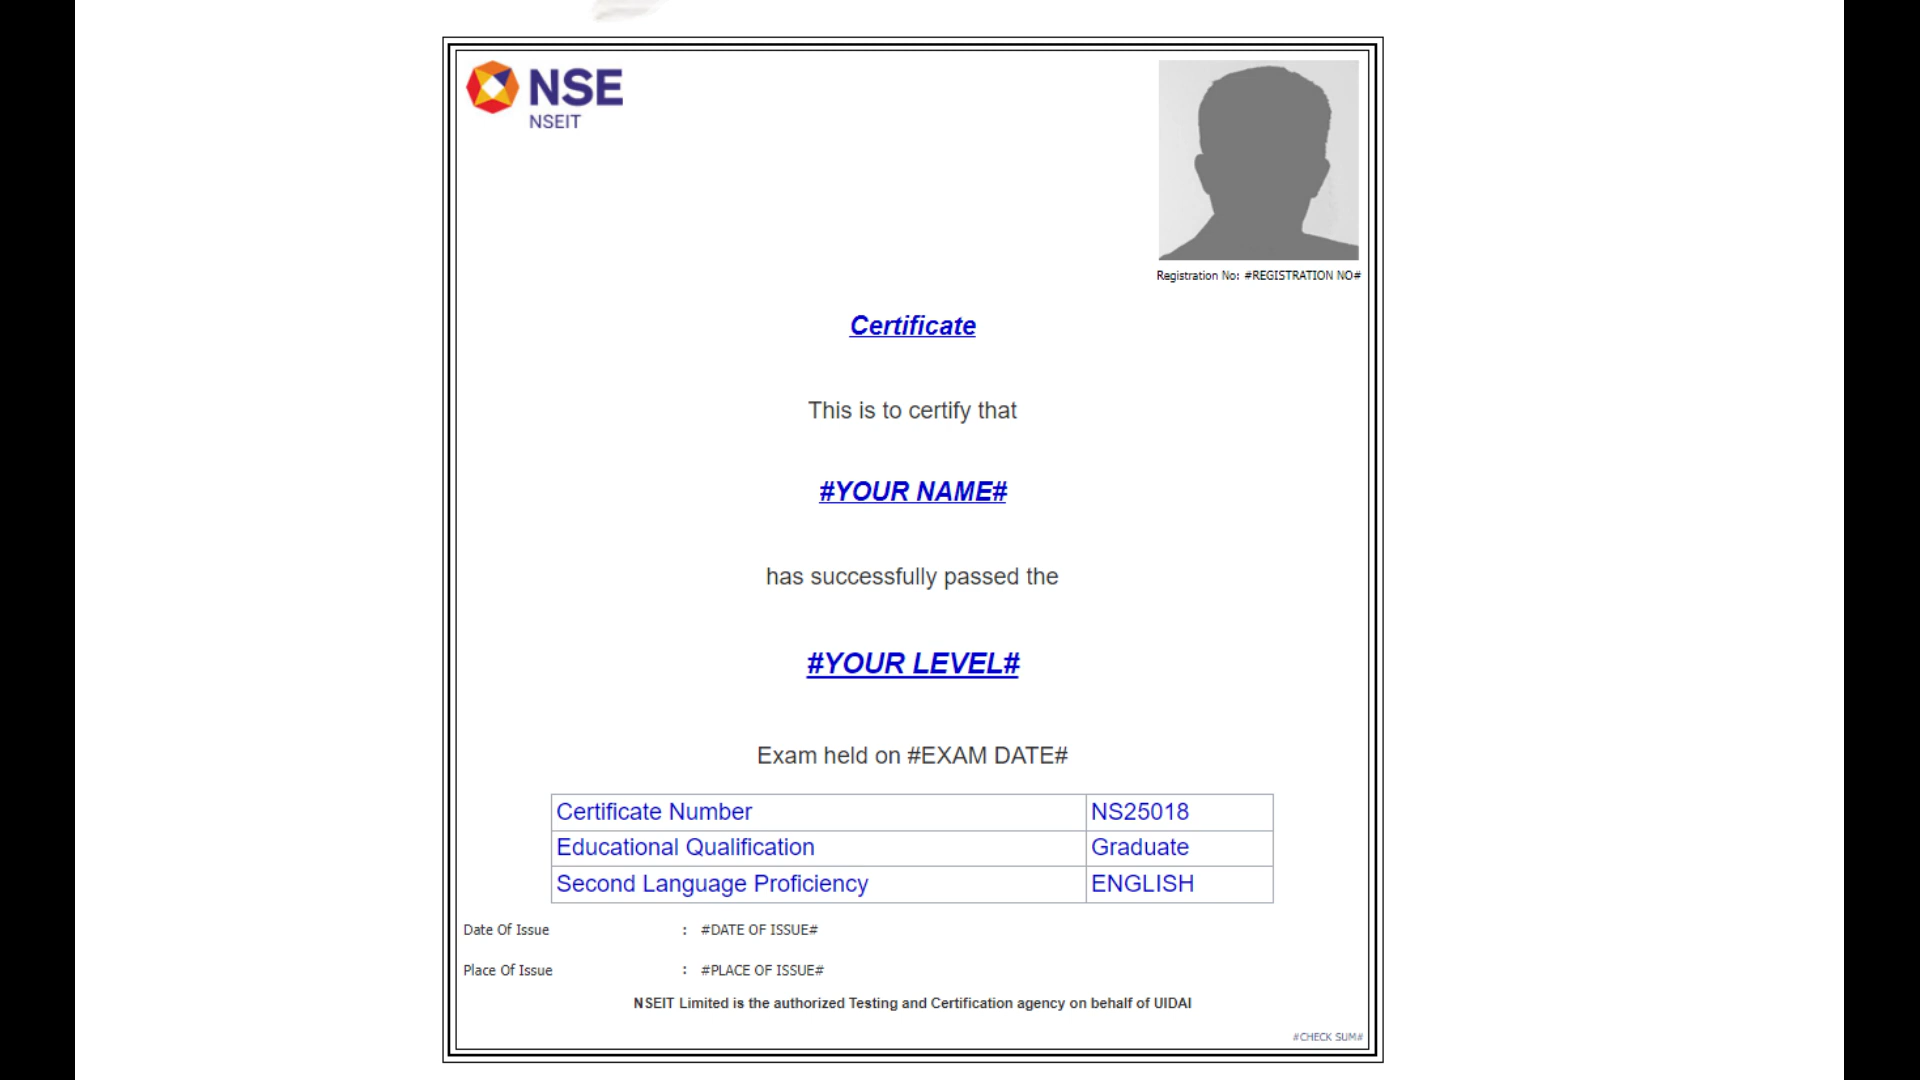 NSE
NSEIT
Registration No: #REGISTRATION NO#
Certificate
This is to certify that
#YOUR NAME#
has successfully passed the
#YOUR LEVEL#
Exam held on #EXAM DATE#
Certificate Number NS25018
Educational Qualification Graduate
Second Language Proficiency ENGLISH
Date Of Issue : #DATE OF ISSUE#
Place Of Issue : #PLACE OF ISSUE#
NSEIT Limited is the authorized Testing and Certification agency on behalf of UIDAI
#CHECK SUM#